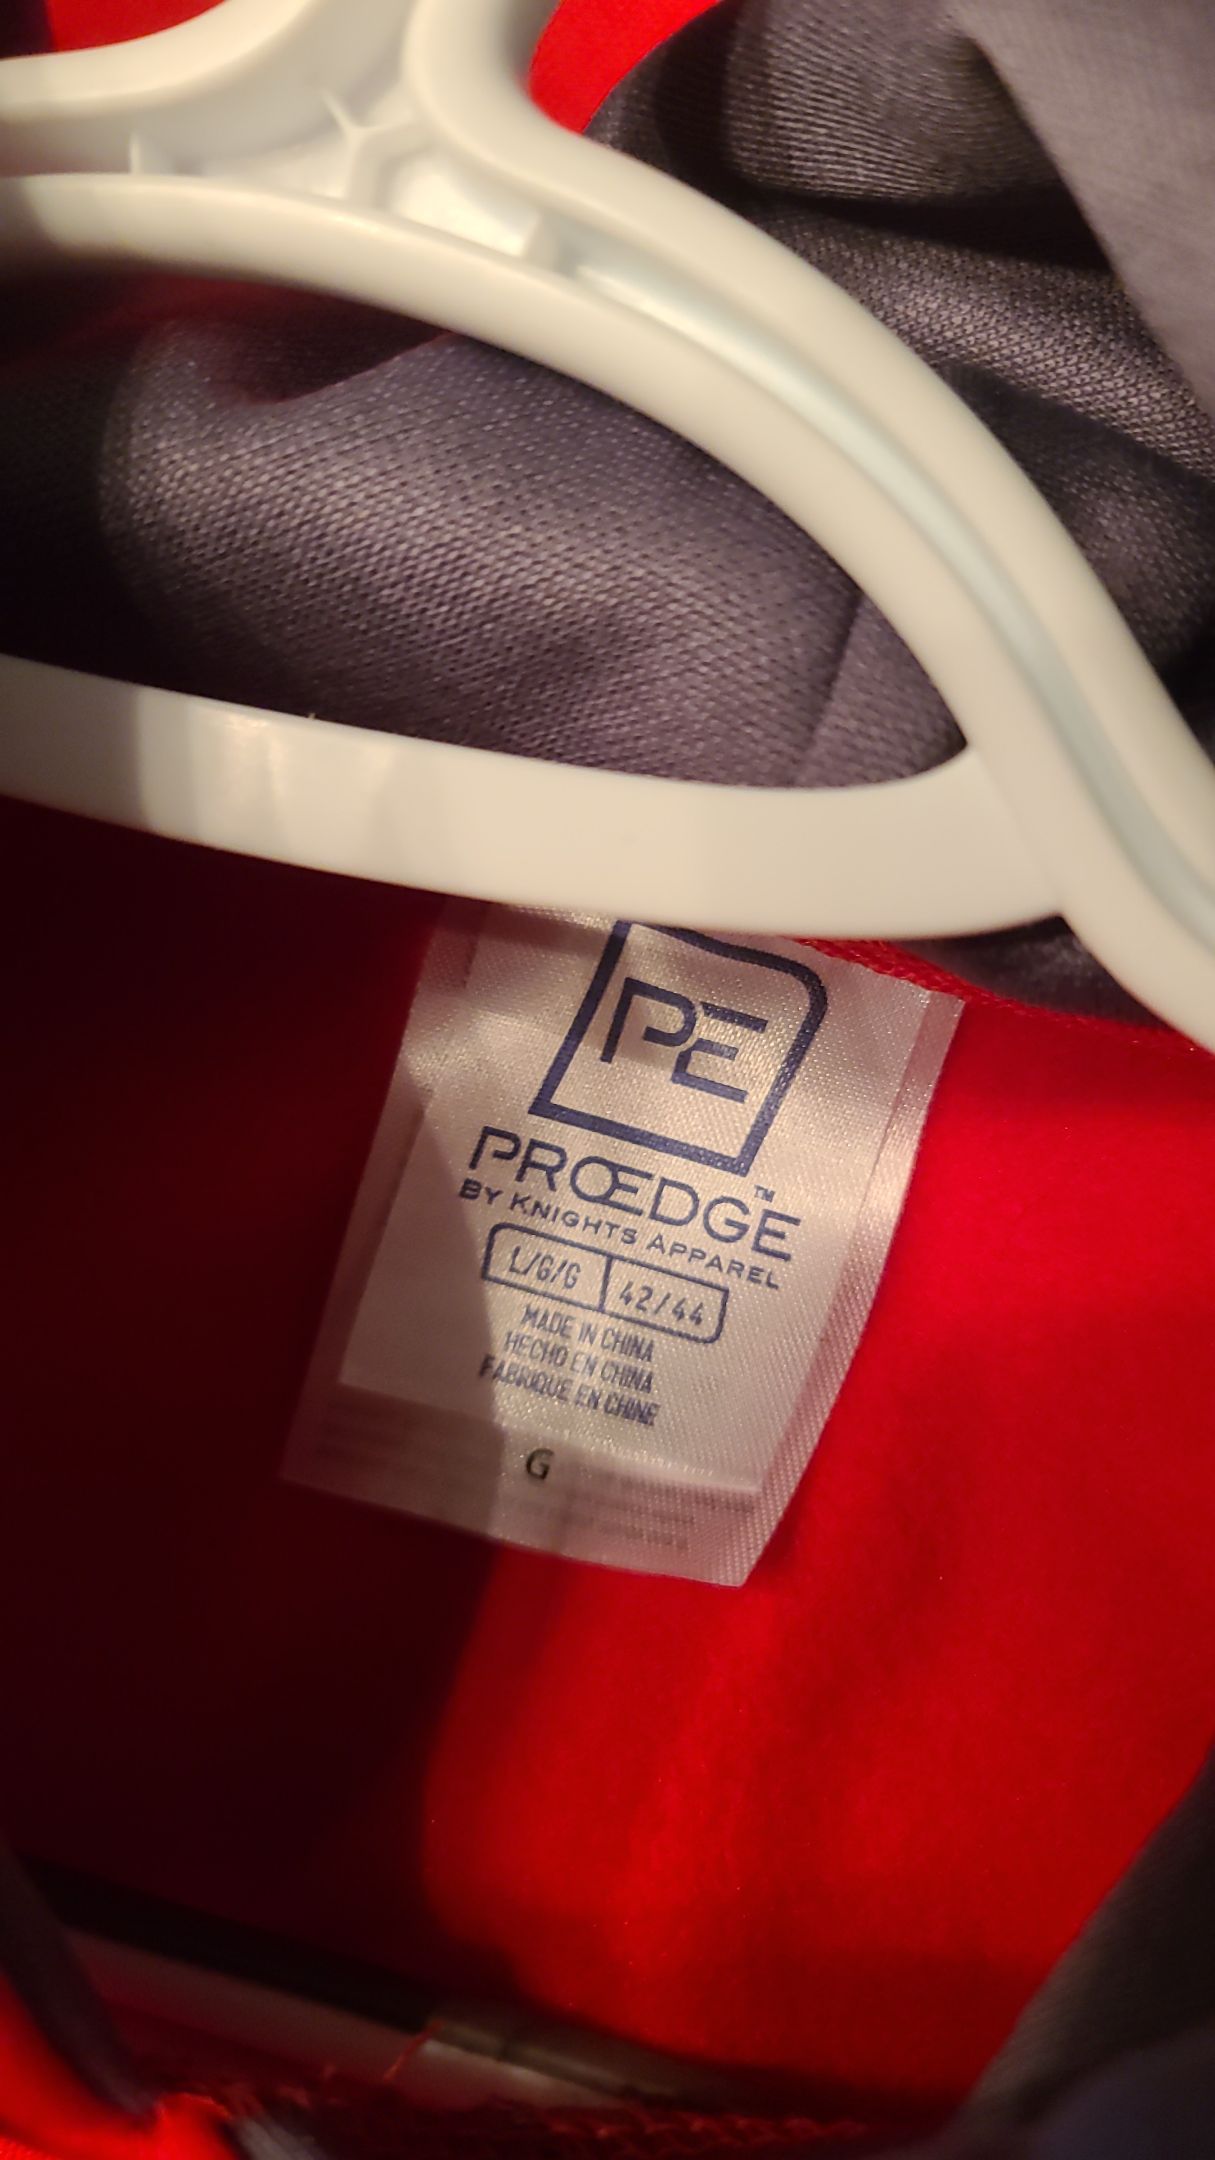 PE
PROEDGE™
BY KNIGHTS APPAREL
L/G/G 42/44
MADE IN CHINA
HECHO EN CHINA
FABRIQUE EN CHINE
G